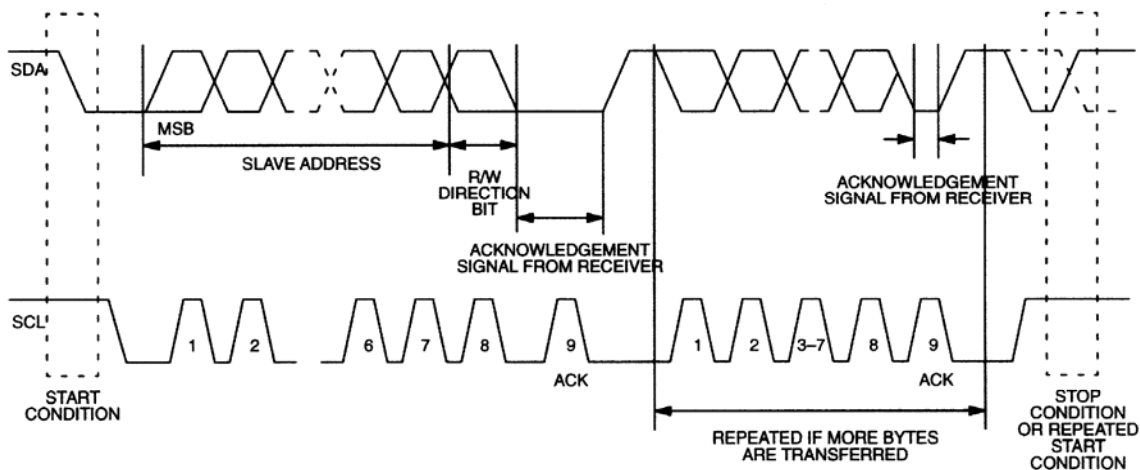 SDA
MSB
SLAVE ADDRESS
R/W
DIRECTION
BIT
ACKNOWLEDGEMENT
SIGNAL FROM RECEIVER
ACKNOWLEDGEMENT
SIGNAL FROM RECEIVER
SCL
1 2 6 7 8 9 1 2 3–7 8 9
ACK ACK
START
CONDITION
REPEATED IF MORE BYTES
ARE TRANSFERRED
STOP
CONDITION
OR REPEATED
START
CONDITION